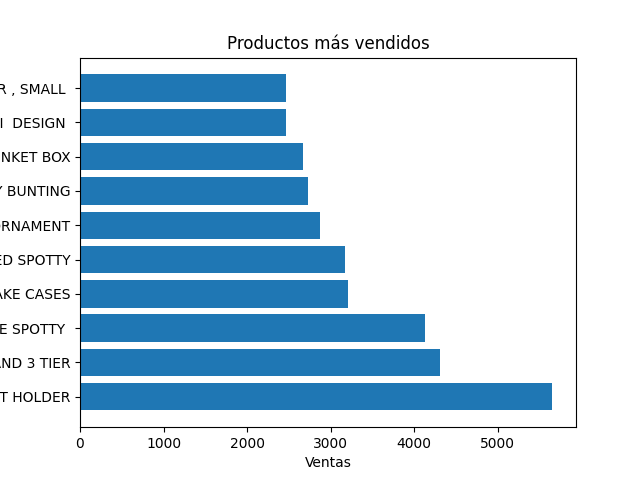 Productos más vendidos
R , SMALL
I  DESIGN
NKET BOX
Y BUNTING
ORNAMENT
ED SPOTTY
AKE CASES
E SPOTTY
AND 3 TIER
T HOLDER
0 1000 2000 3000 4000 5000
Ventas